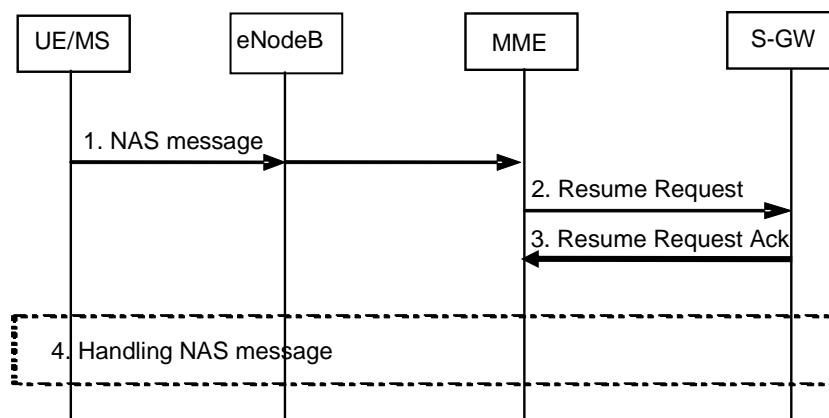 UE/MS
eNodeB
MME
S-GW
1. NAS message
2. Resume Request
3. Resume Request Ack
4. Handling NAS message